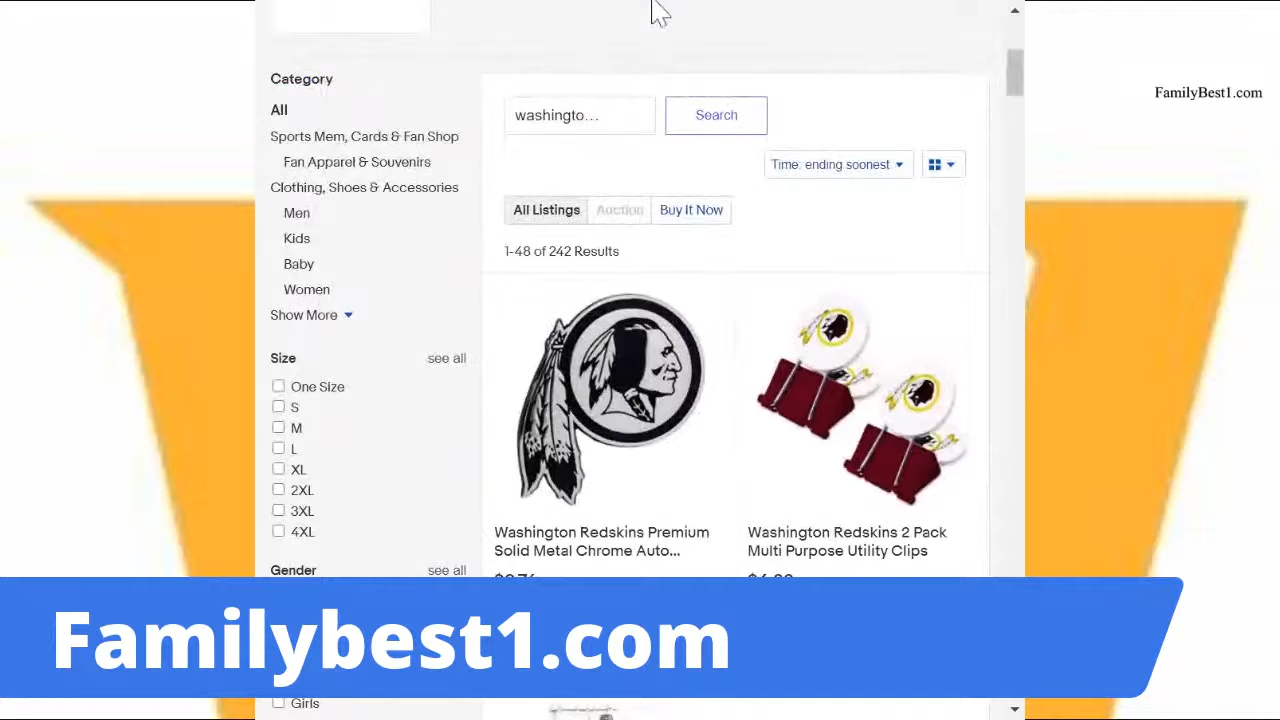 FamilyBest1.com
Category
All
Sports Mem, Cards & Fan Shop
Fan Apparel & Souvenirs
Clothing, Shoes & Accessories
Men
Kids
Baby
Women
Show More
Size see all
One Size
S
M
L
XL
2XL
3XL
4XL
Gender see all
Girls
washingto...
Search
Time: ending soonest
All Listings Auction Buy It Now
1-48 of 242 Results
Washington Redskins Premium
Solid Metal Chrome Auto...
Washington Redskins 2 Pack
Multi Purpose Utility Clips
Familybest1.com